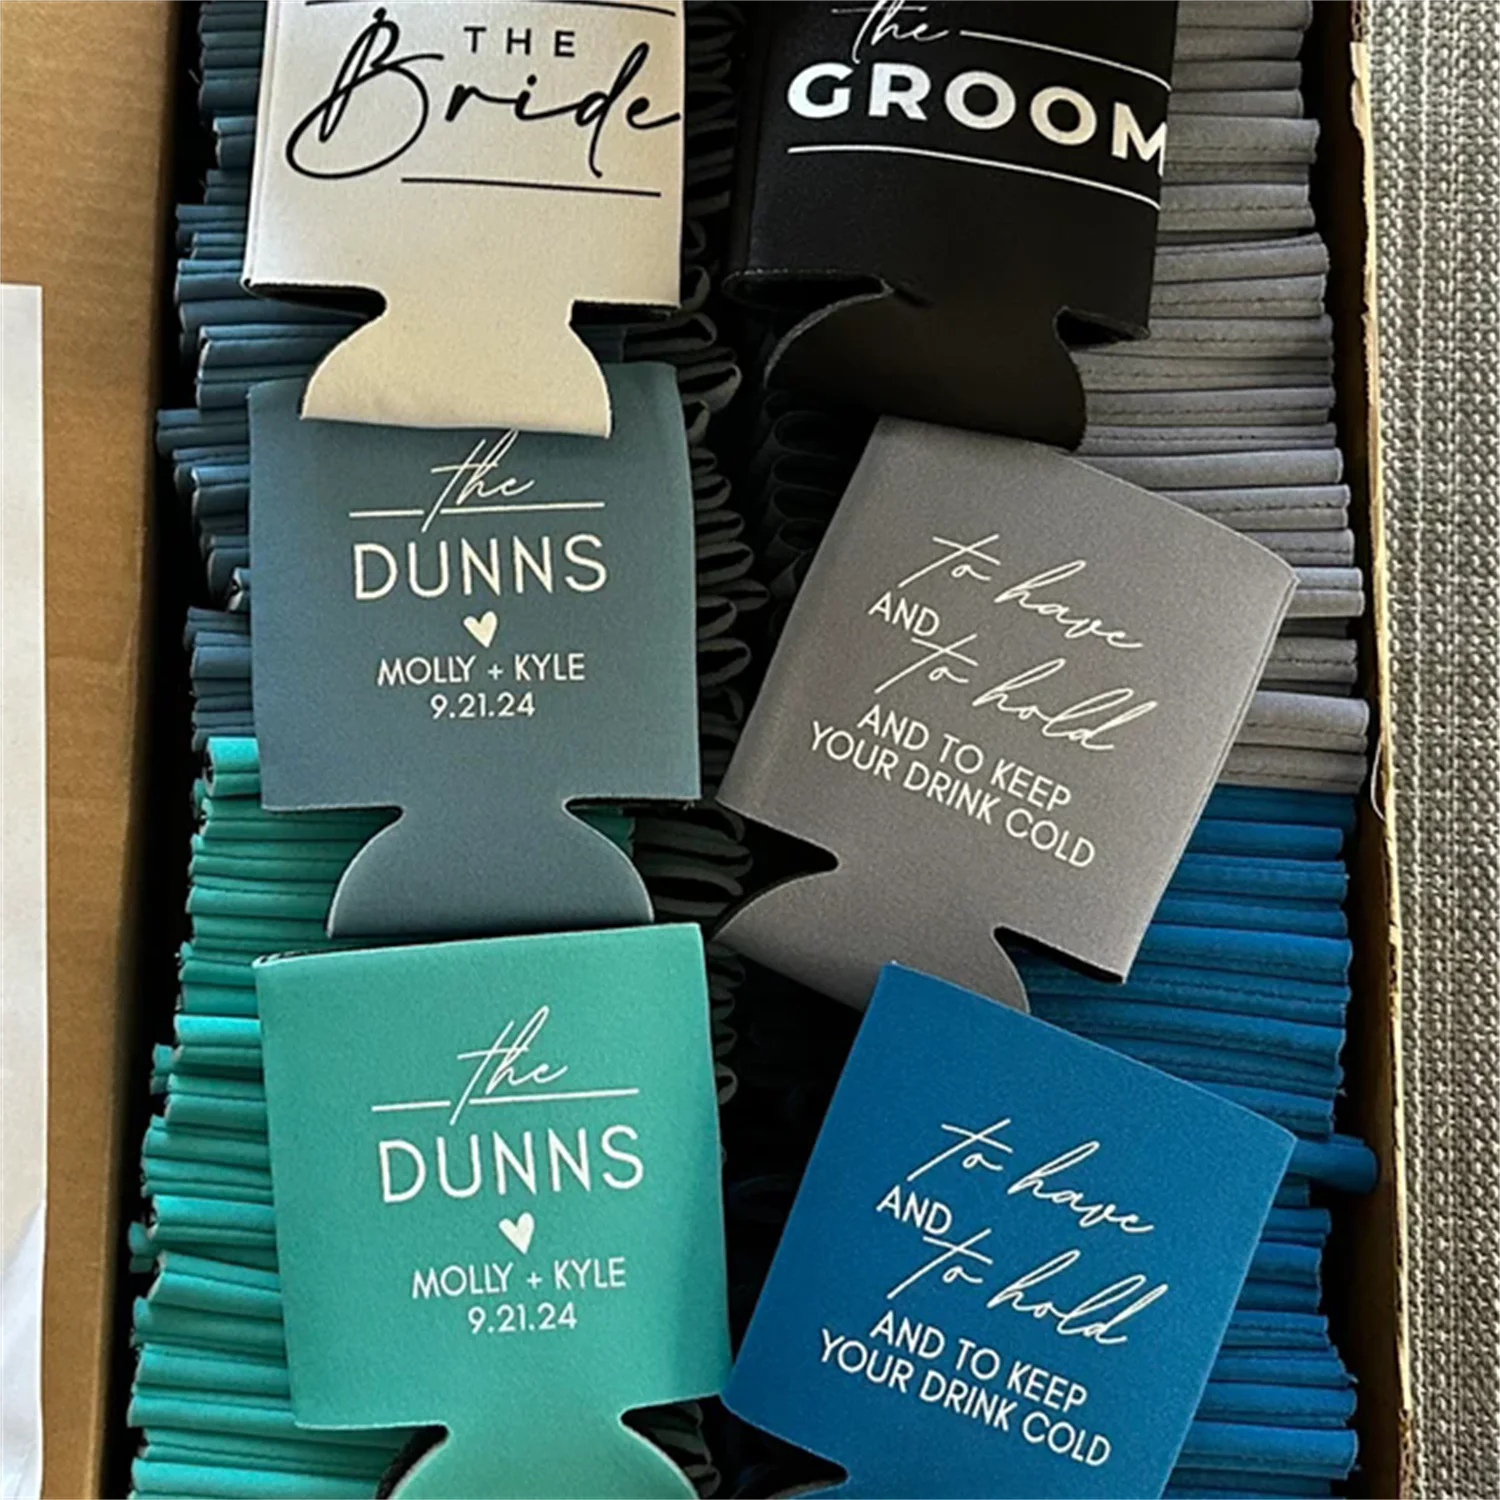 THE
Bride
the
GROOM
the
DUNNS
MOLLY + KYLE
9.21.24
to have
AND
to hold
AND TO KEEP
YOUR DRINK COLD
the
DUNNS
MOLLY + KYLE
9.21.24
to have
AND
to hold
AND TO KEEP
YOUR DRINK COLD